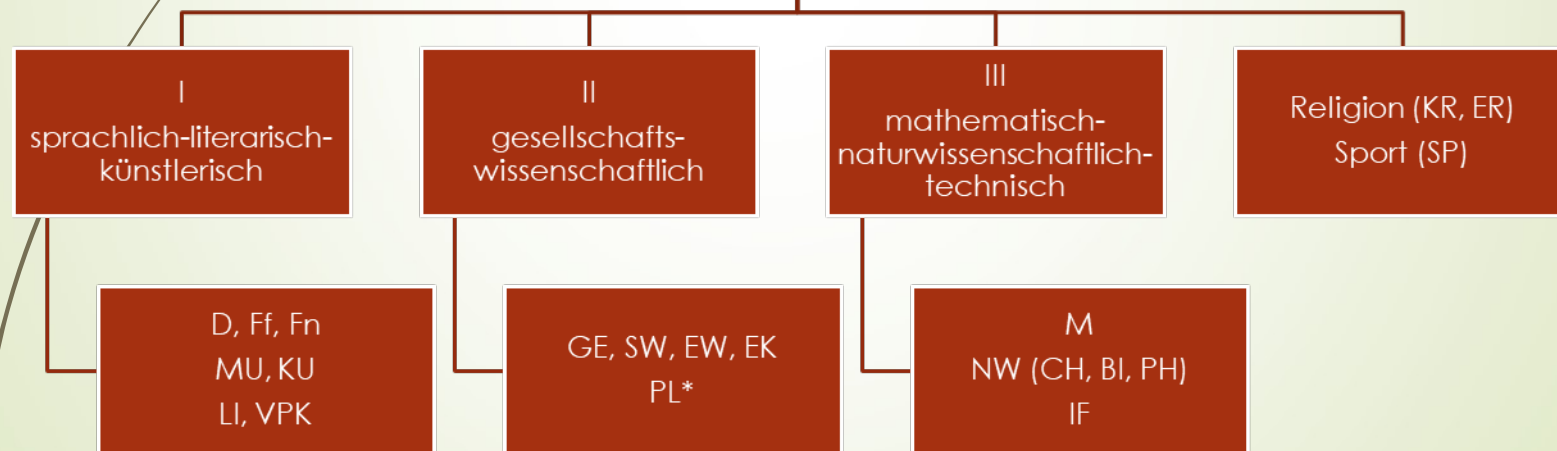 I
sprachlich-literarisch-
künstlerisch
II
gesellschafts-
wissenschaftlich
III
mathematisch-
naturwissenschaftlich-
technisch
Religion (KR, ER)
Sport (SP)
D, Ff, Fn
MU, KU
LI, VPK
GE, SW, EW, EK
PL*
M
NW (CH, BI, PH)
IF